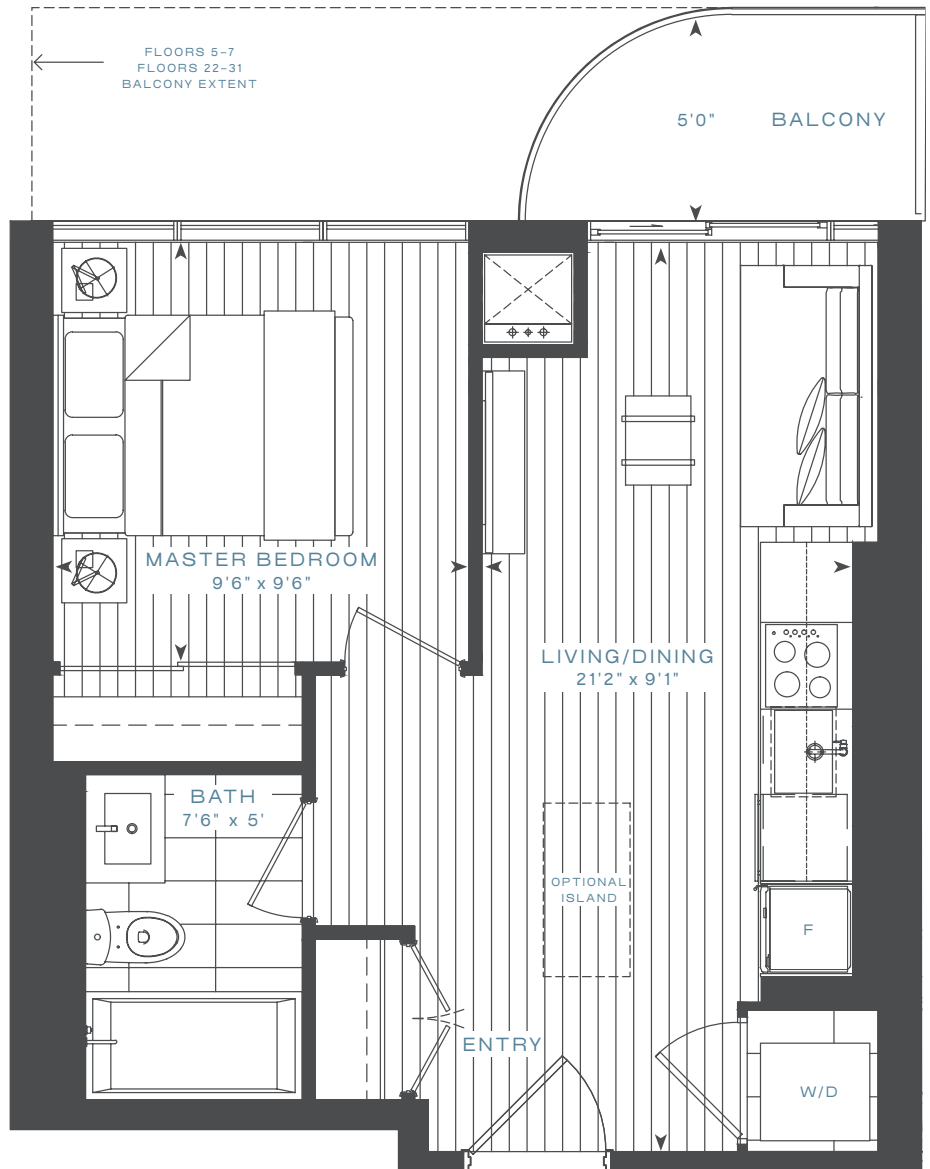 FLOORS 5-7
FLOORS 22-31
BALCONY EXTENT
5'0" BALCONY
MASTER BEDROOM
9'6" x 9'6"
LIVING/DINING
21'2" x 9'1"
BATH
7'6" x 5'
OPTIONAL
ISLAND
F
ENTRY
W/D